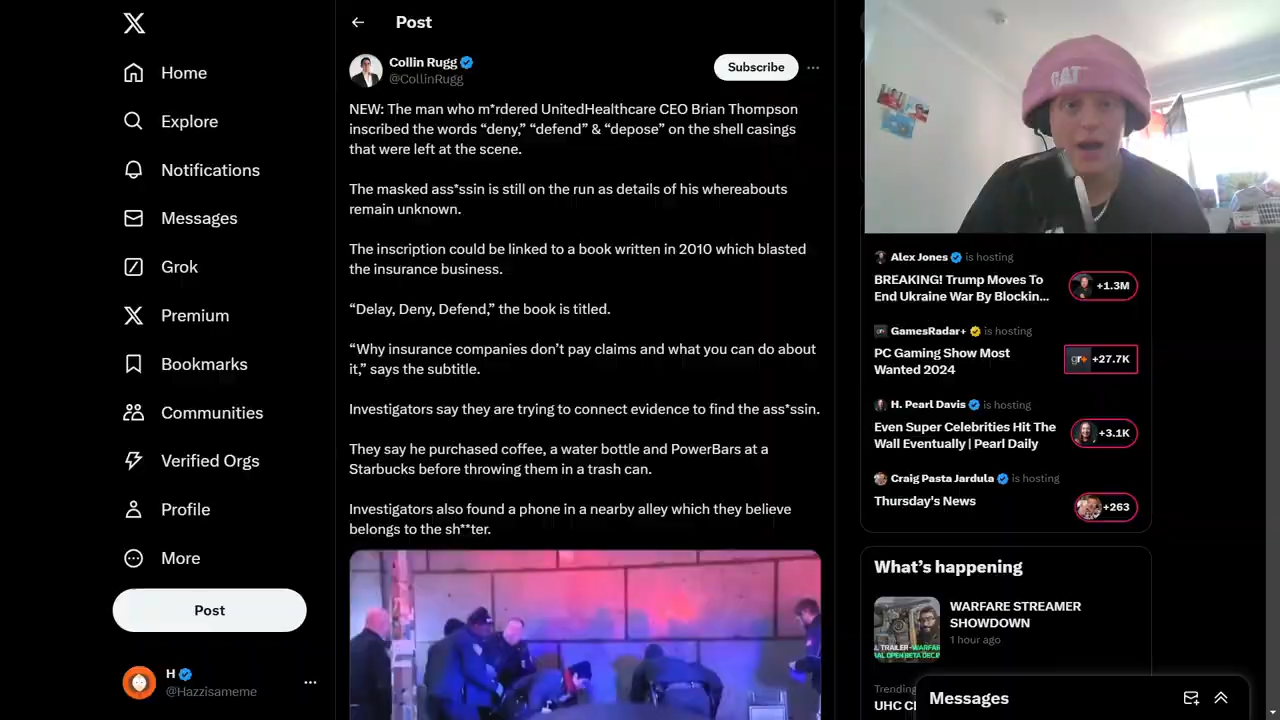 Home
Explore
Notifications
Messages
Grok
Premium
Bookmarks
Communities
Verified Orgs
Profile
More
Post
H
@Hazzisameme
Post
Collin Rugg
@CollinRugg
Subscribe
NEW: The man who m*rdered UnitedHealthcare CEO Brian Thompson
inscribed the words “deny,” “defend” & “depose” on the shell casings
that were left at the scene.
The masked ass*ssin is still on the run as details of his whereabouts
remain unknown.
The inscription could be linked to a book written in 2010 which blasted
the insurance business.
“Delay, Deny, Defend,” the book is titled.
“Why insurance companies don’t pay claims and what you can do about
it,” says the subtitle.
Investigators say they are trying to connect evidence to find the ass*ssin.
They say he purchased coffee, a water bottle and PowerBars at a
Starbucks before throwing them in a trash can.
Investigators also found a phone in a nearby alley which they believe
belongs to the sh**ter.
CAT
Alex Jones is hosting
BREAKING! Trump Moves To
End Ukraine War By Blockin...
+1.3M
GamesRadar+ is hosting
PC Gaming Show Most
Wanted 2024
gr+ +27.7K
H. Pearl Davis is hosting
Even Super Celebrities Hit The
Wall Eventually | Pearl Daily
+3.1K
Craig Pasta Jardula is hosting
Thursday's News
+263
What’s happening
WARFARE STREAMER
SHOWDOWN
1 hour ago
Trending
Messages